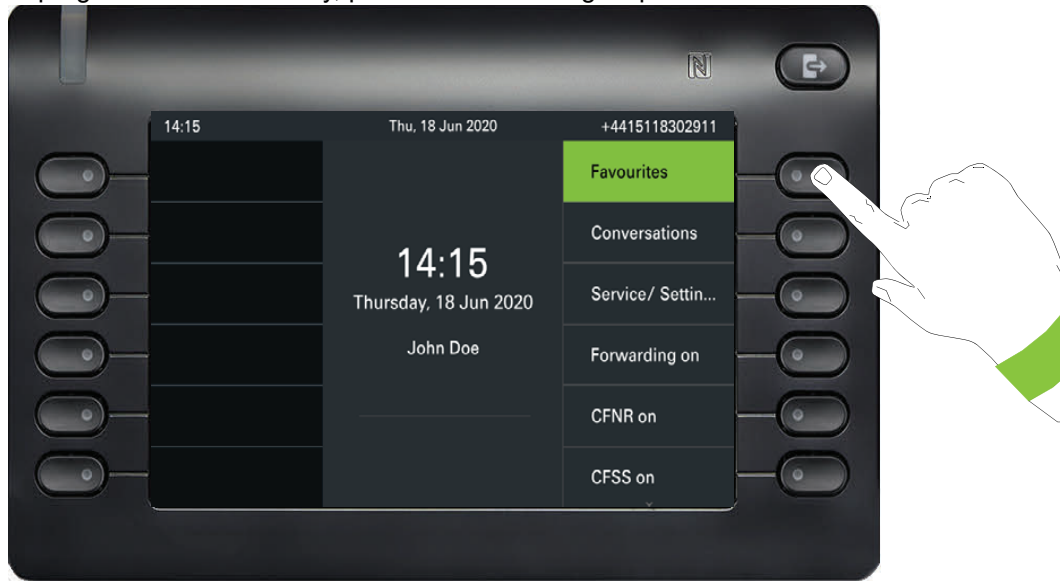 N
14:15
Thu, 18 Jun 2020
+4415118302911
Favourites
Conversations
14:15
Thursday, 18 Jun 2020
Service/ Settin...
John Doe
Forwarding on
CFNR on
CFSS on